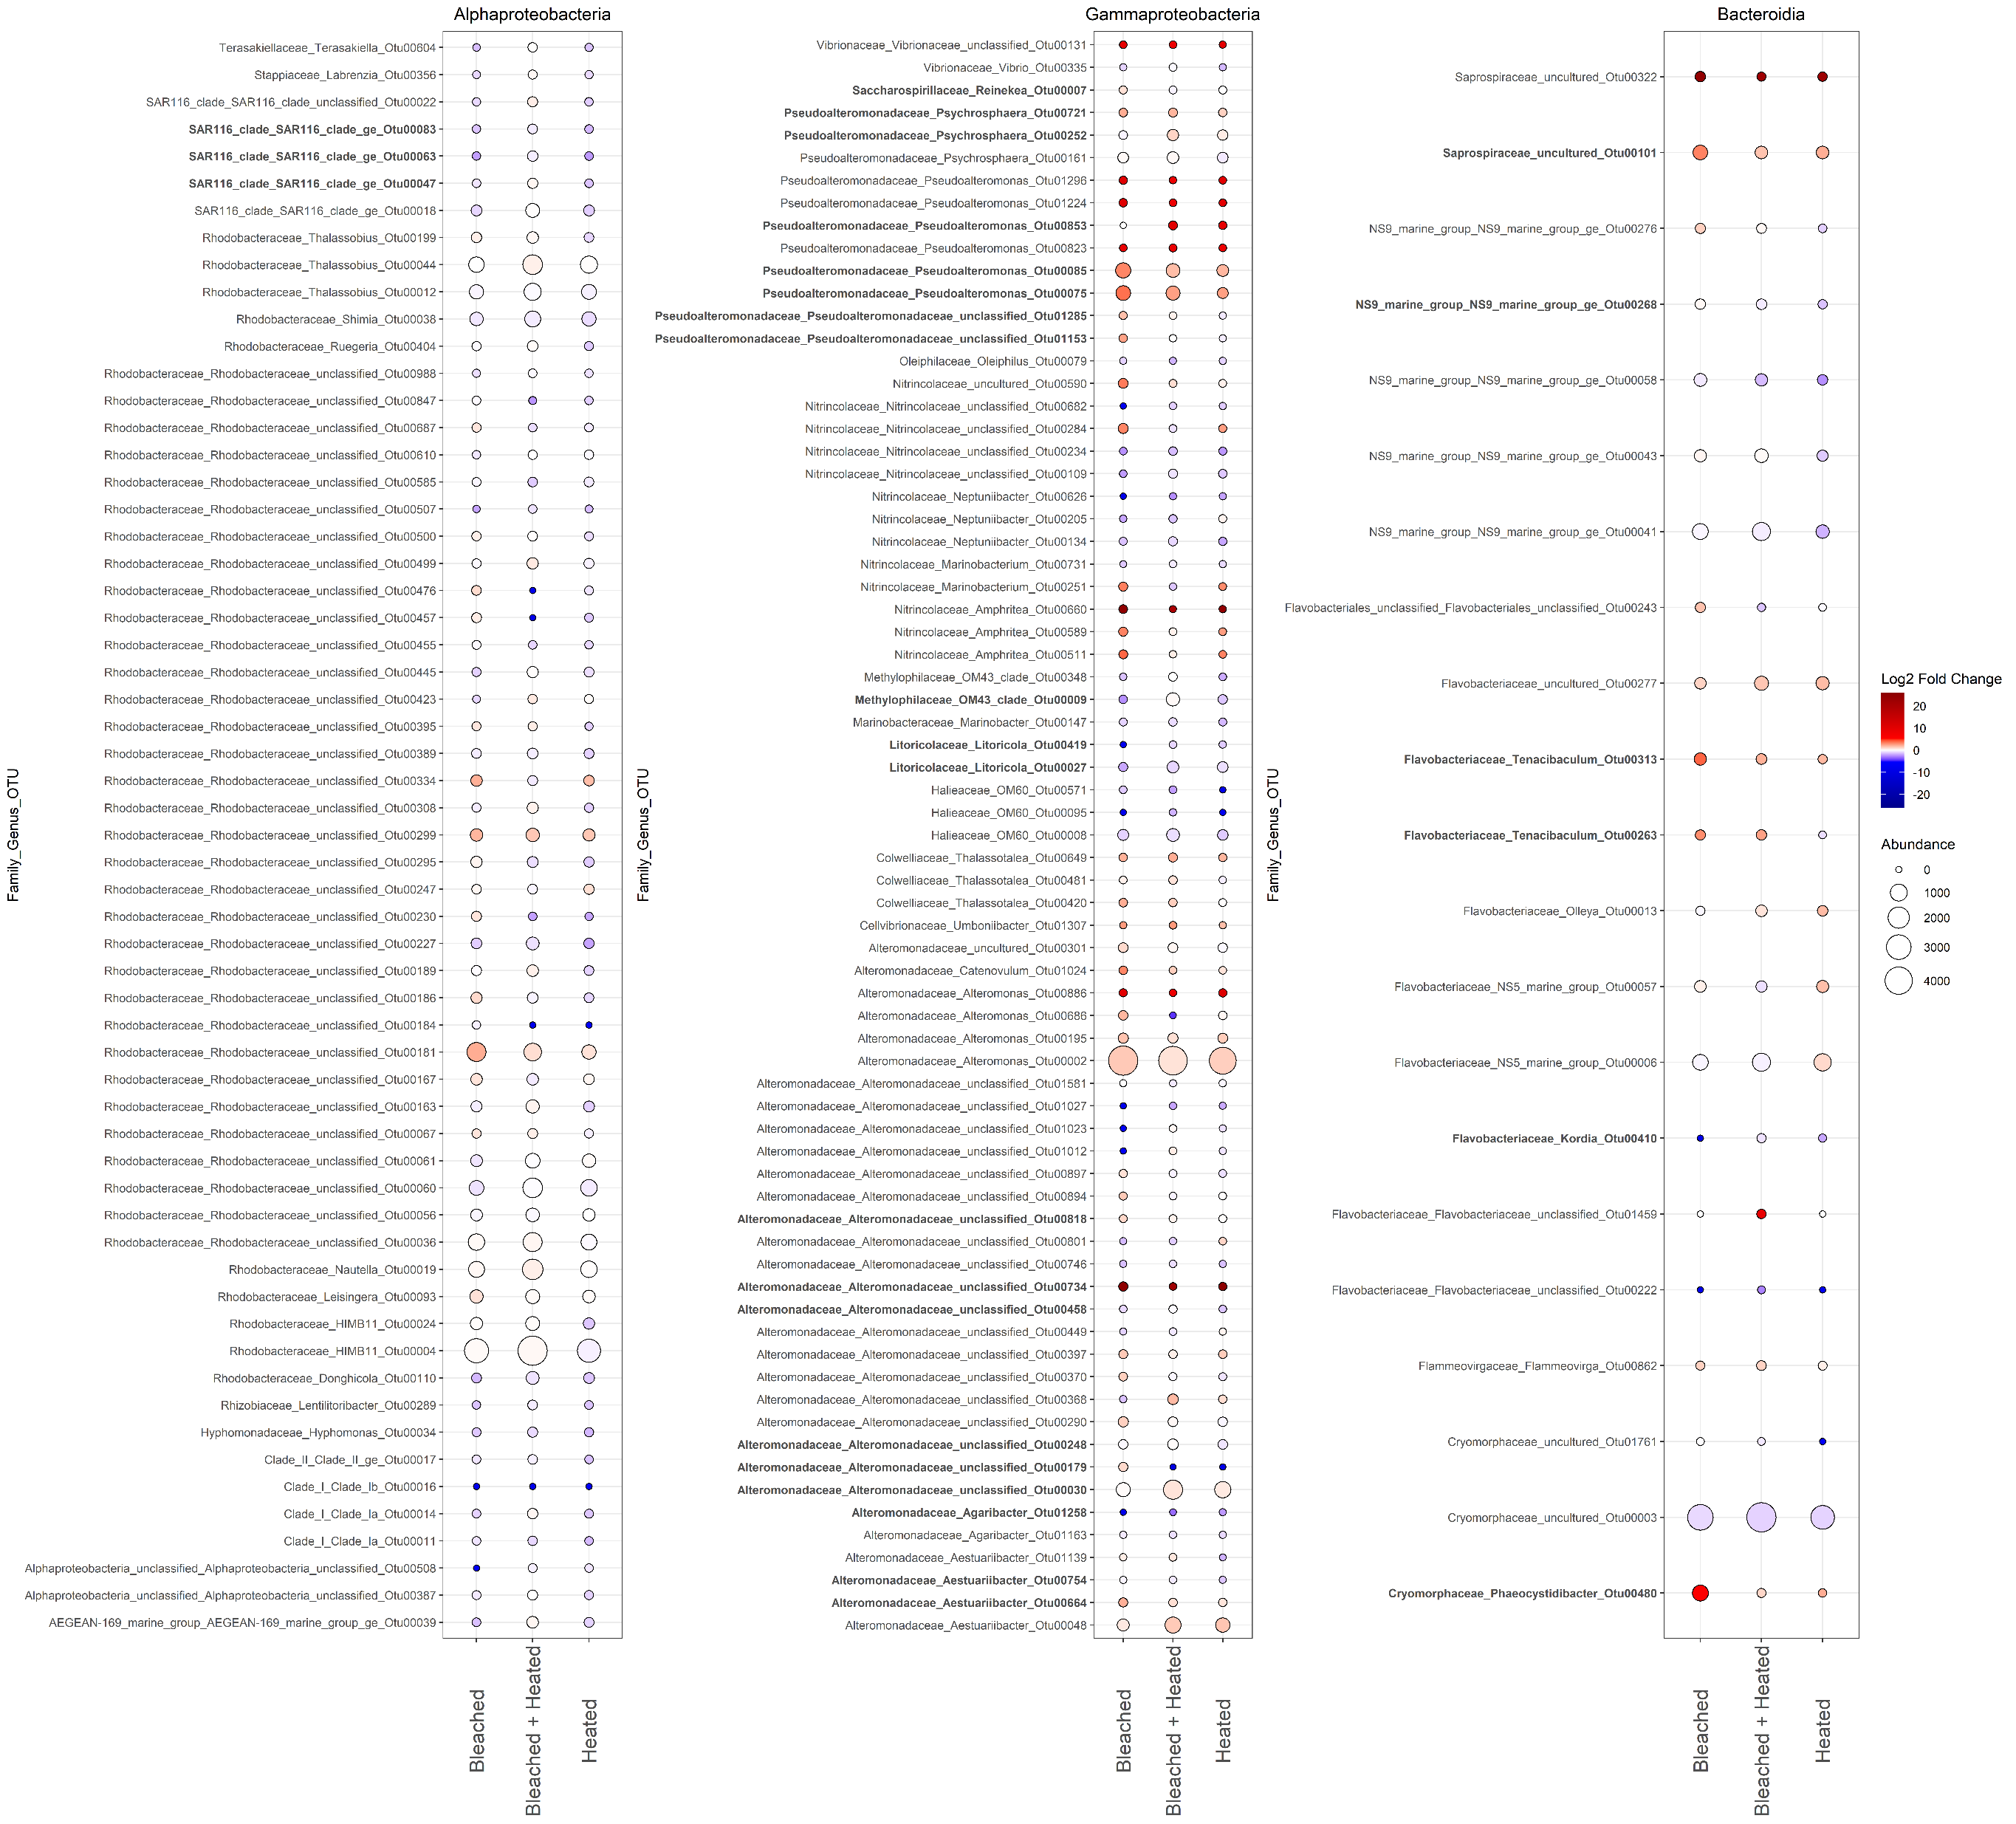 Alphaproteobacteria
Family_Genus_OTU
Terasakiellaceae_Terasakiella_Otu00604
Stappiaceae_Labrenzia_Otu00356
SAR116_clade_SAR116_clade_unclassified_Otu00022
SAR116_clade_SAR116_clade_ge_Otu00083
SAR116_clade_SAR116_clade_ge_Otu00063
SAR116_clade_SAR116_clade_ge_Otu00047
SAR116_clade_SAR116_clade_ge_Otu00018
Rhodobacteraceae_Thalassobius_Otu00199
Rhodobacteraceae_Thalassobius_Otu00044
Rhodobacteraceae_Thalassobius_Otu00012
Rhodobacteraceae_Shimia_Otu00038
Rhodobacteraceae_Ruegeria_Otu00404
Rhodobacteraceae_Rhodobacteraceae_unclassified_Otu00988
Rhodobacteraceae_Rhodobacteraceae_unclassified_Otu00847
Rhodobacteraceae_Rhodobacteraceae_unclassified_Otu00687
Rhodobacteraceae_Rhodobacteraceae_unclassified_Otu00610
Rhodobacteraceae_Rhodobacteraceae_unclassified_Otu00585
Rhodobacteraceae_Rhodobacteraceae_unclassified_Otu00507
Rhodobacteraceae_Rhodobacteraceae_unclassified_Otu00500
Rhodobacteraceae_Rhodobacteraceae_unclassified_Otu00499
Rhodobacteraceae_Rhodobacteraceae_unclassified_Otu00476
Rhodobacteraceae_Rhodobacteraceae_unclassified_Otu00457
Rhodobacteraceae_Rhodobacteraceae_unclassified_Otu00455
Rhodobacteraceae_Rhodobacteraceae_unclassified_Otu00445
Rhodobacteraceae_Rhodobacteraceae_unclassified_Otu00423
Rhodobacteraceae_Rhodobacteraceae_unclassified_Otu00395
Rhodobacteraceae_Rhodobacteraceae_unclassified_Otu00389
Rhodobacteraceae_Rhodobacteraceae_unclassified_Otu00334
Rhodobacteraceae_Rhodobacteraceae_unclassified_Otu00308
Rhodobacteraceae_Rhodobacteraceae_unclassified_Otu00299
Rhodobacteraceae_Rhodobacteraceae_unclassified_Otu00295
Rhodobacteraceae_Rhodobacteraceae_unclassified_Otu00247
Rhodobacteraceae_Rhodobacteraceae_unclassified_Otu00230
Rhodobacteraceae_Rhodobacteraceae_unclassified_Otu00227
Rhodobacteraceae_Rhodobacteraceae_unclassified_Otu00189
Rhodobacteraceae_Rhodobacteraceae_unclassified_Otu00186
Rhodobacteraceae_Rhodobacteraceae_unclassified_Otu00184
Rhodobacteraceae_Rhodobacteraceae_unclassified_Otu00181
Rhodobacteraceae_Rhodobacteraceae_unclassified_Otu00167
Rhodobacteraceae_Rhodobacteraceae_unclassified_Otu00163
Rhodobacteraceae_Rhodobacteraceae_unclassified_Otu00067
Rhodobacteraceae_Rhodobacteraceae_unclassified_Otu00061
Rhodobacteraceae_Rhodobacteraceae_unclassified_Otu00060
Rhodobacteraceae_Rhodobacteraceae_unclassified_Otu00056
Rhodobacteraceae_Rhodobacteraceae_unclassified_Otu00036
Rhodobacteraceae_Nautella_Otu00019
Rhodobacteraceae_Leisingera_Otu00093
Rhodobacteraceae_HIMB11_Otu00024
Rhodobacteraceae_HIMB11_Otu00004
Rhodobacteraceae_Donghicola_Otu00110
Rhizobiaceae_Lentilitoribacter_Otu00289
Hyphomonadaceae_Hyphomonas_Otu00034
Clade_II_Clade_II_ge_Otu00017
Clade_I_Clade_Ib_Otu00016
Clade_I_Clade_Ia_Otu00014
Clade_I_Clade_Ia_Otu00011
Alphaproteobacteria_unclassified_Alphaproteobacteria_unclassified_Otu00508
Alphaproteobacteria_unclassified_Alphaproteobacteria_unclassified_Otu00387
AEGEAN-169_marine_group_AEGEAN-169_marine_group_ge_Otu00039
Bleached
Bleached + Heated
Heated
Gammaproteobacteria
Family_Genus_OTU
Vibrionaceae_Vibrionaceae_unclassified_Otu00131
Vibrionaceae_Vibrio_Otu00335
Saccharospirillaceae_Reinekea_Otu00007
Pseudoalteromonadaceae_Psychrosphaera_Otu00721
Pseudoalteromonadaceae_Psychrosphaera_Otu00252
Pseudoalteromonadaceae_Psychrosphaera_Otu00161
Pseudoalteromonadaceae_Pseudoalteromonas_Otu01296
Pseudoalteromonadaceae_Pseudoalteromonas_Otu01224
Pseudoalteromonadaceae_Pseudoalteromonas_Otu00853
Pseudoalteromonadaceae_Pseudoalteromonas_Otu00823
Pseudoalteromonadaceae_Pseudoalteromonas_Otu00085
Pseudoalteromonadaceae_Pseudoalteromonas_Otu00075
Pseudoalteromonadaceae_Pseudoalteromonadaceae_unclassified_Otu01285
Pseudoalteromonadaceae_Pseudoalteromonadaceae_unclassified_Otu01153
Oleiphilaceae_Oleiphilus_Otu00079
Nitrincolaceae_uncultured_Otu00590
Nitrincolaceae_Nitrincolaceae_unclassified_Otu00682
Nitrincolaceae_Nitrincolaceae_unclassified_Otu00284
Nitrincolaceae_Nitrincolaceae_unclassified_Otu00234
Nitrincolaceae_Nitrincolaceae_unclassified_Otu00109
Nitrincolaceae_Neptuniibacter_Otu00626
Nitrincolaceae_Neptuniibacter_Otu00205
Nitrincolaceae_Neptuniibacter_Otu00134
Nitrincolaceae_Marinobacterium_Otu00731
Nitrincolaceae_Marinobacterium_Otu00251
Nitrincolaceae_Amphritea_Otu00660
Nitrincolaceae_Amphritea_Otu00589
Nitrincolaceae_Amphritea_Otu00511
Methylophilaceae_OM43_clade_Otu00348
Methylophilaceae_OM43_clade_Otu00009
Marinobacteraceae_Marinobacter_Otu00147
Litoricolaceae_Litoricola_Otu00419
Litoricolaceae_Litoricola_Otu00027
Halieaceae_OM60_Otu00571
Halieaceae_OM60_Otu00095
Halieaceae_OM60_Otu00008
Colwelliaceae_Thalassotalea_Otu00649
Colwelliaceae_Thalassotalea_Otu00481
Colwelliaceae_Thalassotalea_Otu00420
Cellvibrionaceae_Umboniibacter_Otu01307
Alteromonadaceae_uncultured_Otu00301
Alteromonadaceae_Catenovulum_Otu01024
Alteromonadaceae_Alteromonas_Otu00886
Alteromonadaceae_Alteromonas_Otu00686
Alteromonadaceae_Alteromonas_Otu00195
Alteromonadaceae_Alteromonas_Otu00002
Alteromonadaceae_Alteromonadaceae_unclassified_Otu01581
Alteromonadaceae_Alteromonadaceae_unclassified_Otu01027
Alteromonadaceae_Alteromonadaceae_unclassified_Otu01023
Alteromonadaceae_Alteromonadaceae_unclassified_Otu01012
Alteromonadaceae_Alteromonadaceae_unclassified_Otu00897
Alteromonadaceae_Alteromonadaceae_unclassified_Otu00894
Alteromonadaceae_Alteromonadaceae_unclassified_Otu00818
Alteromonadaceae_Alteromonadaceae_unclassified_Otu00801
Alteromonadaceae_Alteromonadaceae_unclassified_Otu00746
Alteromonadaceae_Alteromonadaceae_unclassified_Otu00734
Alteromonadaceae_Alteromonadaceae_unclassified_Otu00458
Alteromonadaceae_Alteromonadaceae_unclassified_Otu00449
Alteromonadaceae_Alteromonadaceae_unclassified_Otu00397
Alteromonadaceae_Alteromonadaceae_unclassified_Otu00370
Alteromonadaceae_Alteromonadaceae_unclassified_Otu00368
Alteromonadaceae_Alteromonadaceae_unclassified_Otu00290
Alteromonadaceae_Alteromonadaceae_unclassified_Otu00248
Alteromonadaceae_Alteromonadaceae_unclassified_Otu00179
Alteromonadaceae_Alteromonadaceae_unclassified_Otu00030
Alteromonadaceae_Agaribacter_Otu01258
Alteromonadaceae_Agaribacter_Otu01163
Alteromonadaceae_Aestuariibacter_Otu01139
Alteromonadaceae_Aestuariibacter_Otu00754
Alteromonadaceae_Aestuariibacter_Otu00664
Alteromonadaceae_Aestuariibacter_Otu00048
Bleached
Bleached + Heated
Heated
Bacteroidia
Family_Genus_OTU
Saprospiraceae_uncultured_Otu00322
Saprospiraceae_uncultured_Otu00101
NS9_marine_group_NS9_marine_group_ge_Otu00276
NS9_marine_group_NS9_marine_group_ge_Otu00268
NS9_marine_group_NS9_marine_group_ge_Otu00058
NS9_marine_group_NS9_marine_group_ge_Otu00043
NS9_marine_group_NS9_marine_group_ge_Otu00041
Flavobacteriales_unclassified_Flavobacteriales_unclassified_Otu00243
Flavobacteriaceae_uncultured_Otu00277
Flavobacteriaceae_Tenacibaculum_Otu00313
Flavobacteriaceae_Tenacibaculum_Otu00263
Flavobacteriaceae_Olleya_Otu00013
Flavobacteriaceae_NS5_marine_group_Otu00057
Flavobacteriaceae_NS5_marine_group_Otu00006
Flavobacteriaceae_Kordia_Otu00410
Flavobacteriaceae_Flavobacteriaceae_unclassified_Otu01459
Flavobacteriaceae_Flavobacteriaceae_unclassified_Otu00222
Flammeovirgaceae_Flammeovirga_Otu00862
Cryomorphaceae_uncultured_Otu01761
Cryomorphaceae_uncultured_Otu00003
Cryomorphaceae_Phaeocystidibacter_Otu00480
Bleached
Bleached + Heated
Heated
Log2 Fold Change
20
10
0
-10
-20
Abundance
0
1000
2000
3000
4000